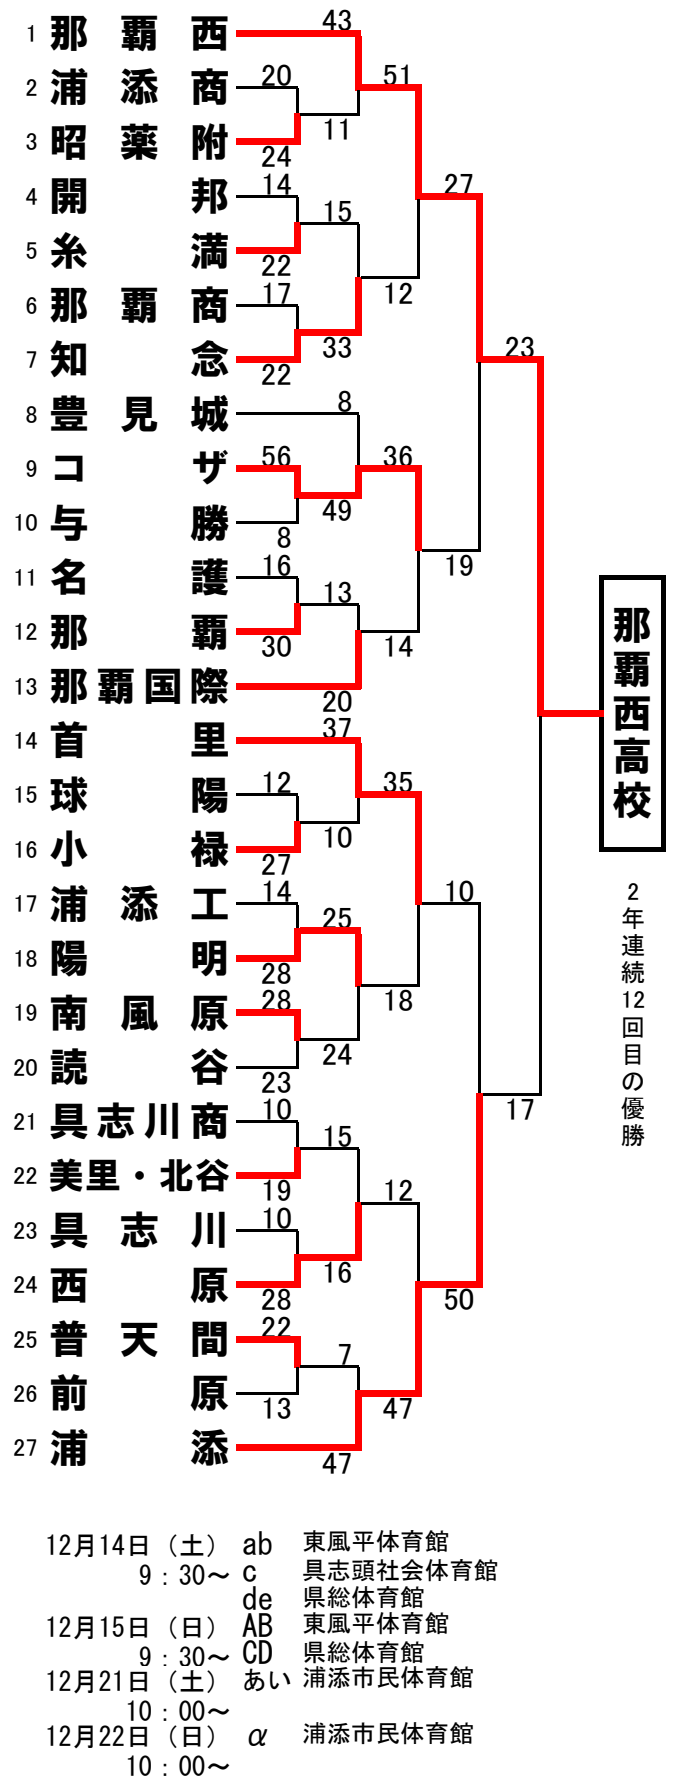 43
1 那覇西
51
20
2 浦添商
11
3 昭薬附
24
14
27
4 開邦
15
5 糸満
22
17
12
6 那覇商
33
23
7 知念
22
8
8 豊見城
56
36
9 コザ
49
10 与勝
8
16
19
11 名護
13
12 那覇
30
14
那覇西高校
13 那覇国際
20
37
14 首里
12
35
15 球陽
10
16 小禄
27
14
10
17 浦添工
25
18 陽明
28
28
18
19 南風原
24
20 読谷
23
10
17
21 具志川商
15
22 美里・北谷
19
12
10
23 具志川
16
24 西原
28
50
22
25 普天間
7
26 前原
13
47
27 浦添
47
2年連続12回目の優勝
12月14日（土） ab 東風平体育館
9：30～ c 具志頭社会体育館
de 県総体育館
12月15日（日） AB 東風平体育館
9：30～ CD 県総体育館
12月21日（土） あい 浦添市民体育館
10：00～
12月22日（日） α 浦添市民体育館
10：00～